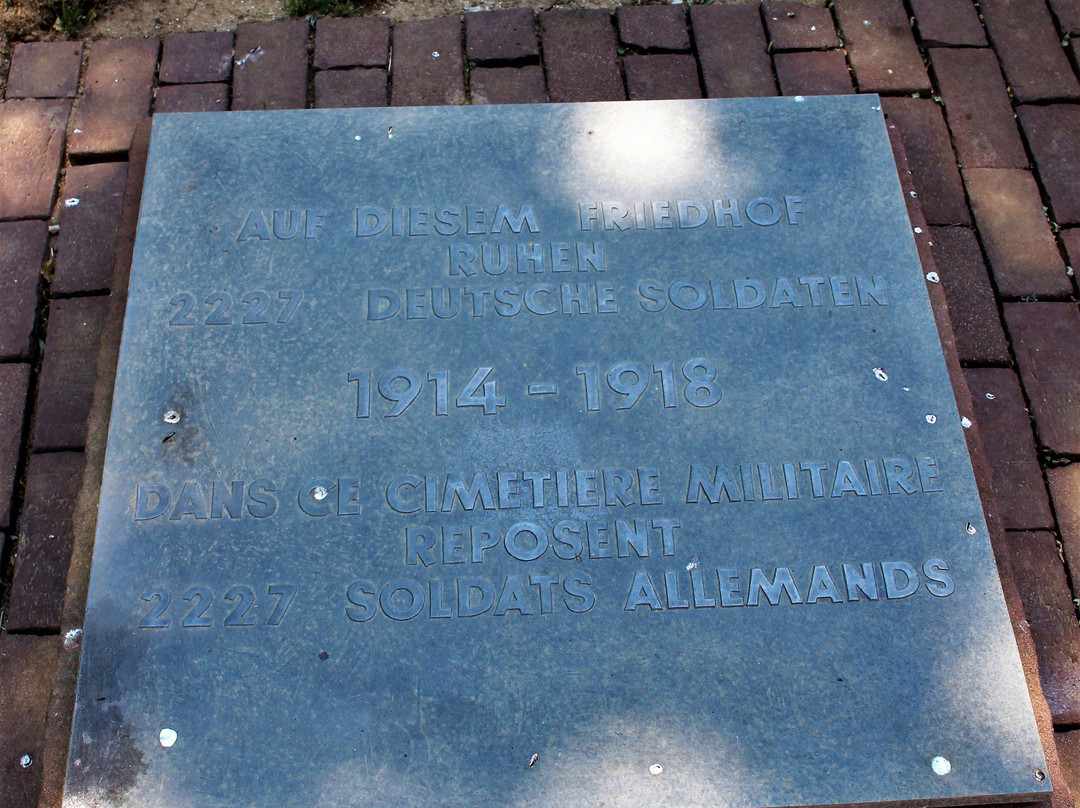 AUF DIESEM FRIEDHOF
RUHEN
2227 DEUTSCHE SOLDATEN
1914 - 1918
DANS CE CIMETIERE MILITAIRE
REPOSENT
2227 SOLDATS ALLEMANDS